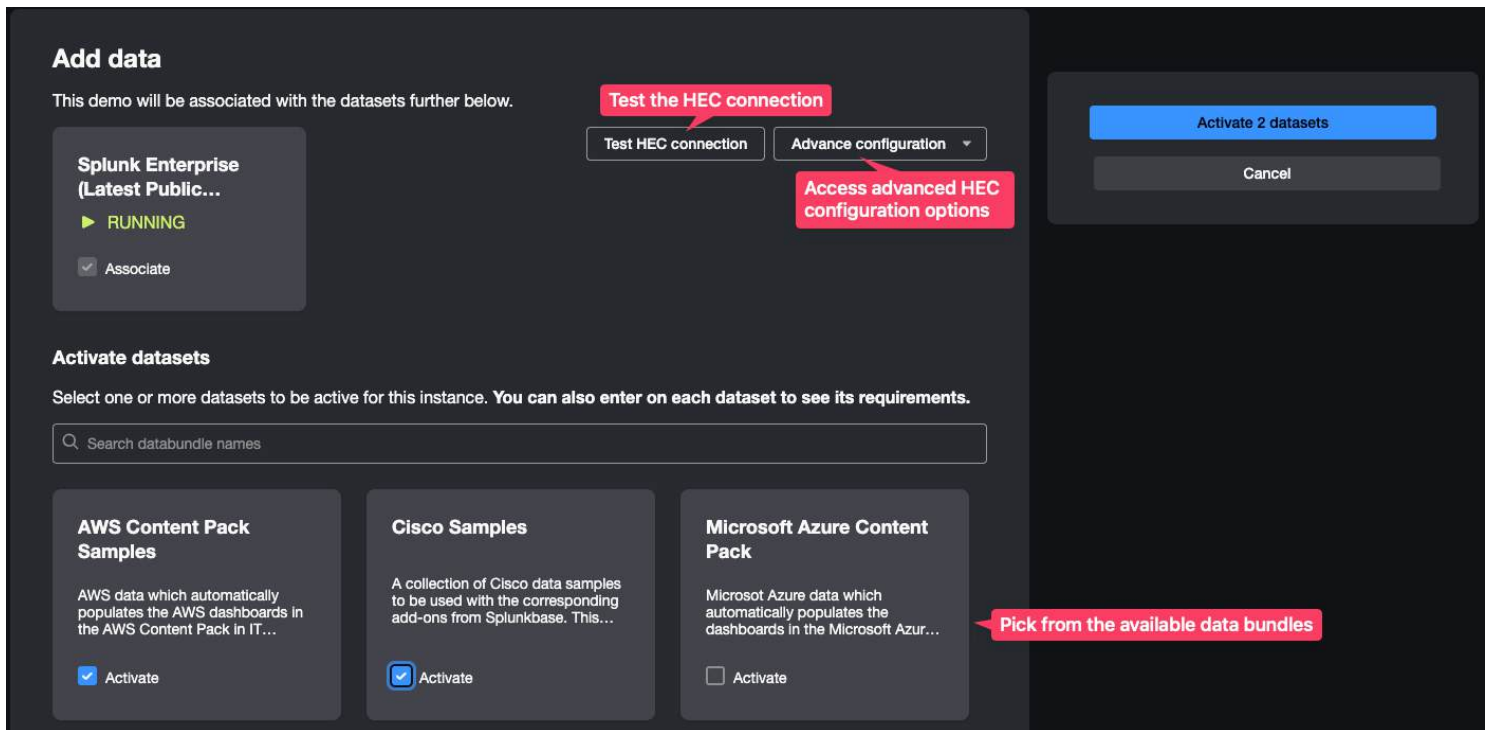 Add data
This demo will be associated with the datasets further below.
Test the HEC connection
Splunk Enterprise
(Latest Public...
RUNNING
Associate
Test HEC connection
Advance configuration
Access advanced HEC
configuration options
Activate 2 datasets
Cancel
Activate datasets
Select one or more datasets to be active for this instance. You can also enter on each dataset to see its requirements.
Search databundle names
AWS Content Pack
Samples
AWS data which automatically
populates the AWS dashboards in
the AWS Content Pack in IT...
Activate
Cisco Samples
A collection of Cisco data samples
to be used with the corresponding
add-ons from Splunkbase. This...
Activate
Microsoft Azure Content
Pack
Microsot Azure data which
automatically populates the
dashboards in the Microsoft Azur...
Activate
Pick from the available data bundles